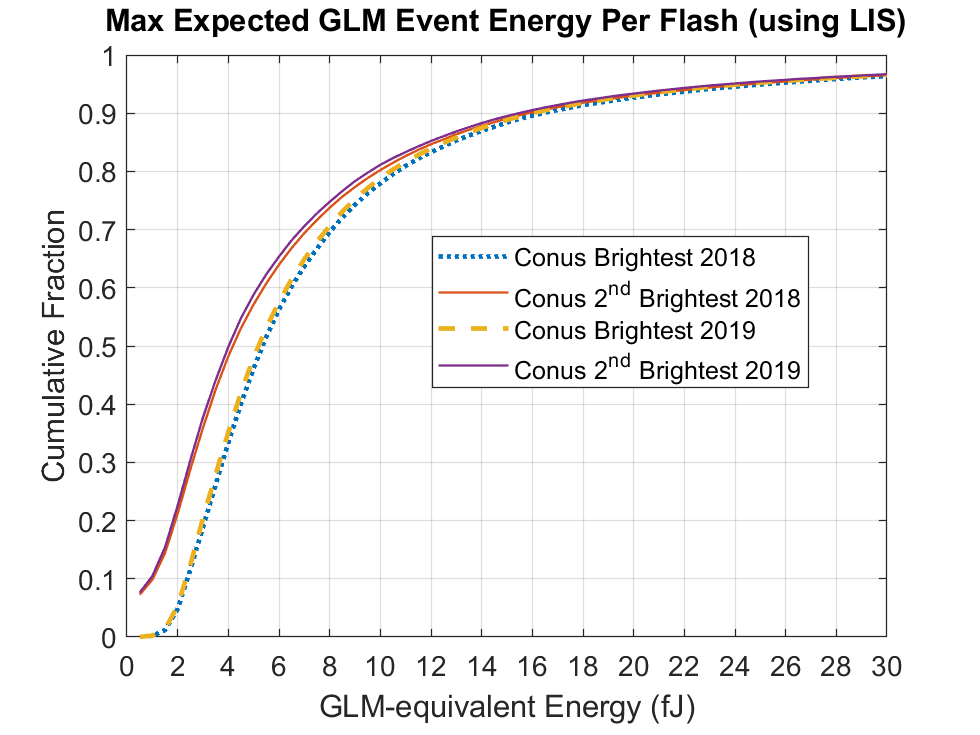 Max Expected GLM Event Energy Per Flash (using LIS)
1
0.9
0.8
0.7
0.6
0.5
0.4
0.3
0.2
0.1
0
Cumulative Fraction
Conus Brightest 2018
Conus 2nd Brightest 2018
Conus Brightest 2019
Conus 2nd Brightest 2019
0 2 4 6 8 10 12 14 16 18 20 22 24 26 28 30
GLM-equivalent Energy (fJ)